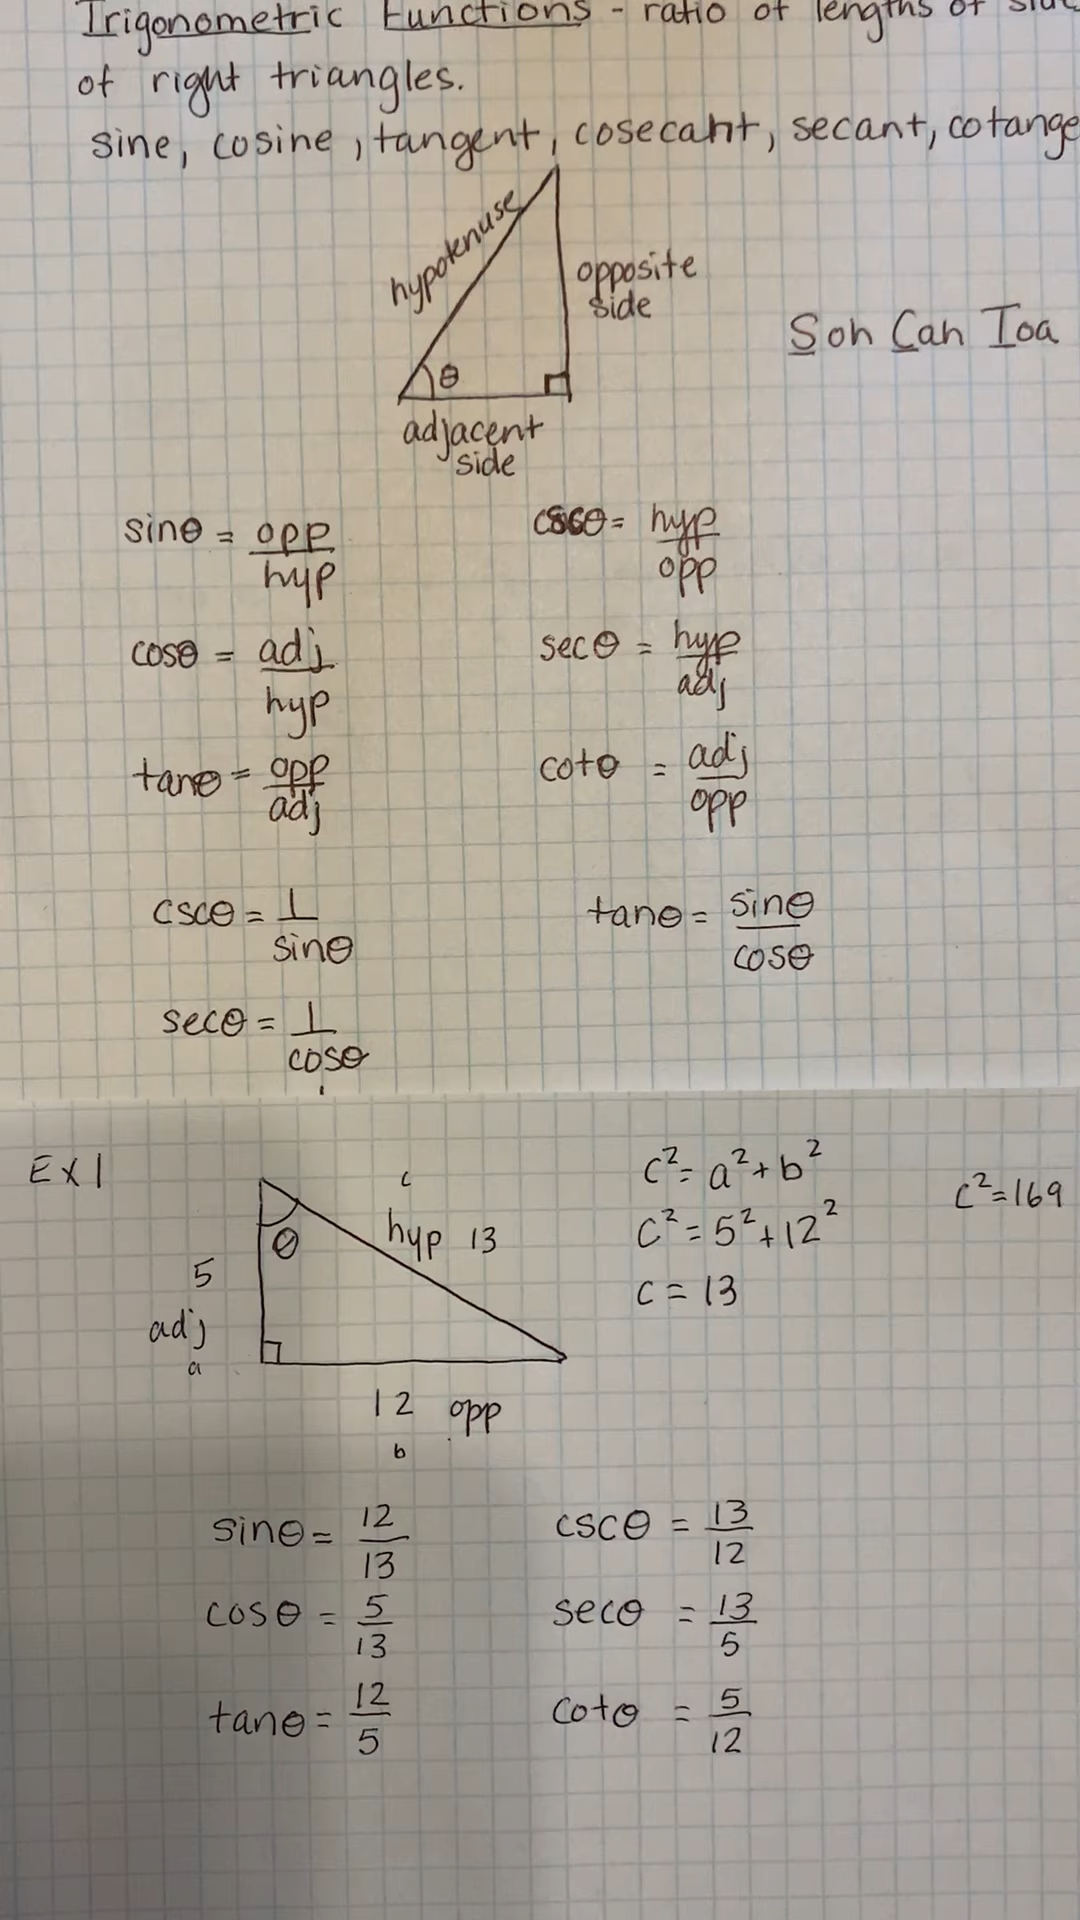 Trigonometric Functions - ratio of lengths of
of right triangles.
sine, cosine, tangent, cosecant, secant, cotange
hypotenuse
opposite
side
Soh Cah Toa
θ
adjacent
side
sinθ = opp/hyp cscθ = hyp/opp
cosθ = adj/hyp secθ = hyp/adj
tanθ = opp/adj cotθ = adj/opp
cscθ = 1/sinθ tanθ = sinθ/cosθ
secθ = 1/cosθ
EX 1
c
hyp 13
θ
5
adj
a
12 opp
b
c² = a² + b²
c² = 5² + 12²
c = 13
c² = 169
sinθ = 12/13 cscθ = 13/12
cosθ = 5/13 secθ = 13/5
tanθ = 12/5 cotθ = 5/12